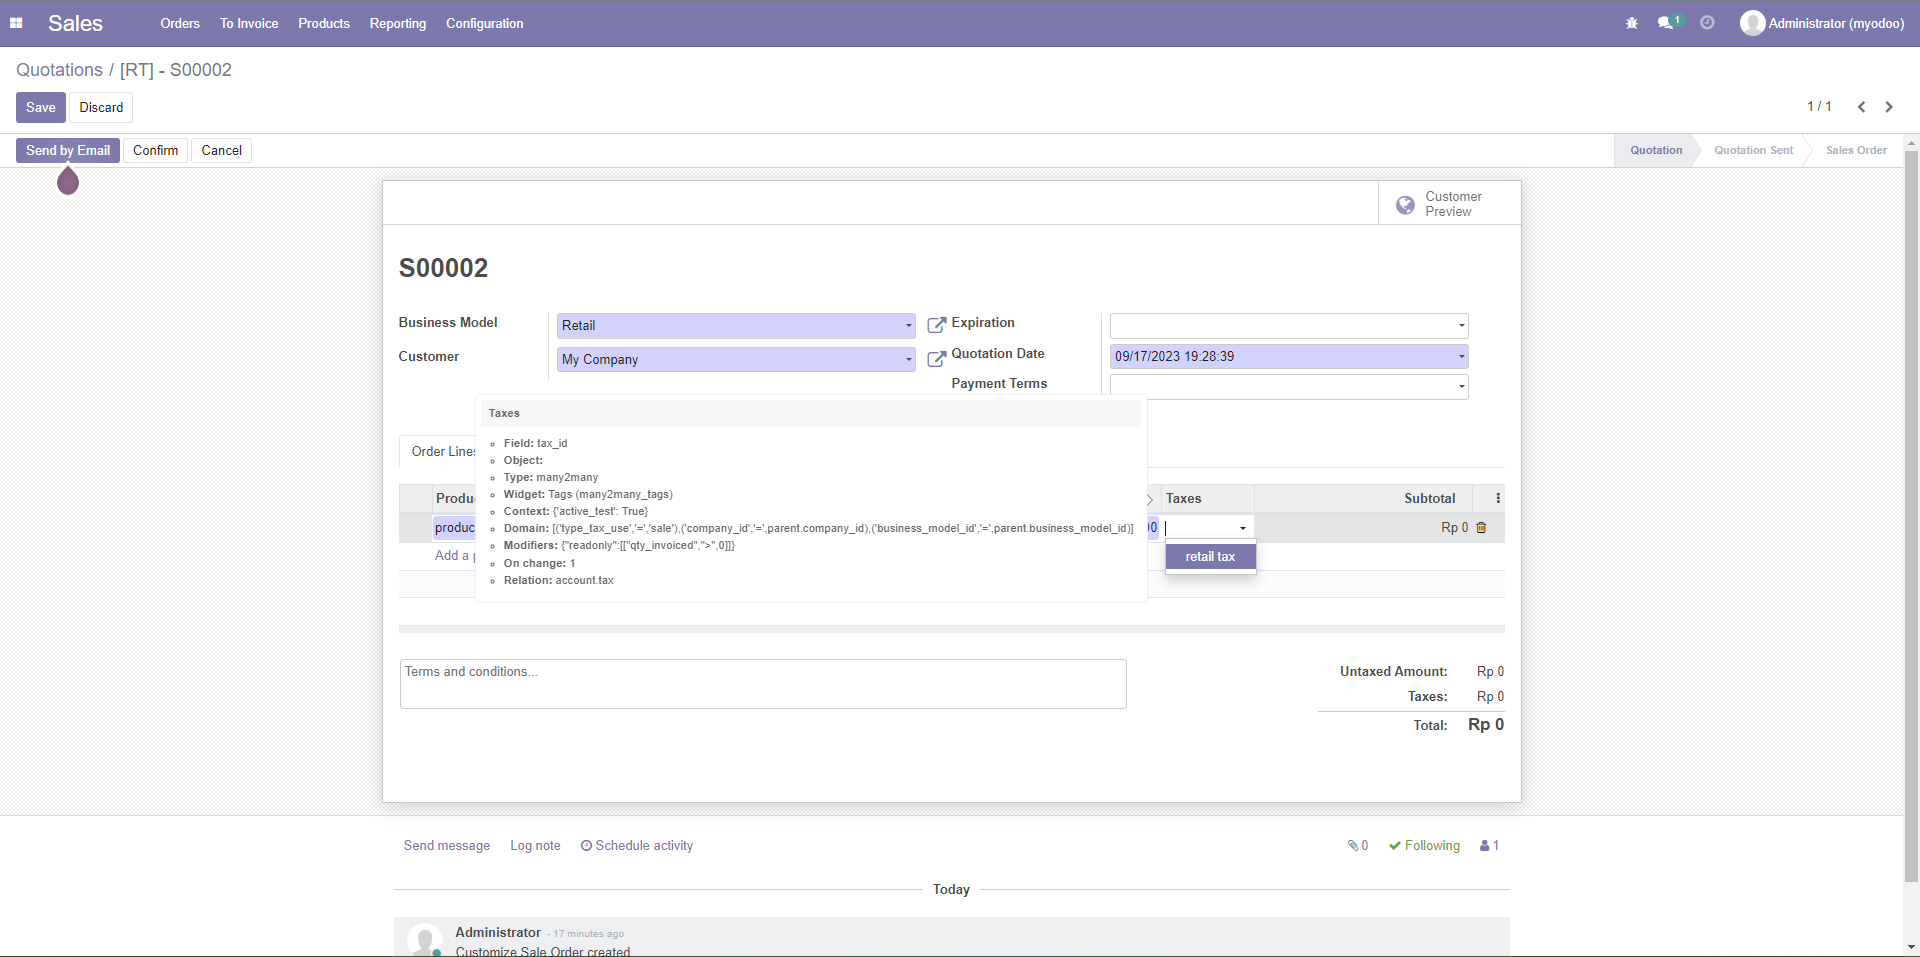 Sales Orders To Invoice Products Reporting Configuration 1 Administrator (myodoo)
Quotations / [RT] - S00002
Save Discard 1 / 1
Send by Email Confirm Cancel Quotation Quotation Sent Sales Order
Customer
Preview
S00002
Business Model Retail Expiration
Customer My Company Quotation Date 09/17/2023 19:28:39
Payment Terms
Taxes
Field: tax_id
Order Lines
Object:
Type: many2many
Widget: Tags (many2many_tags)
Context: {'active_test': True}
Domain: [('type_tax_use','=','sale'),('company_id','=',parent.company_id),('business_model_id','=',parent.business_model_id)]
Modifiers: {"readonly":[["qty_invoiced",">",0]]}
On change: 1
Relation: account.tax
Produ Taxes Subtotal
produc 00 Rp 0
Add a p
retail tax
Terms and conditions...
Untaxed Amount: Rp 0
Taxes: Rp 0
Total: Rp 0
Send message Log note Schedule activity 0 Following 1
Today
Administrator - 17 minutes ago
Customize Sale Order created